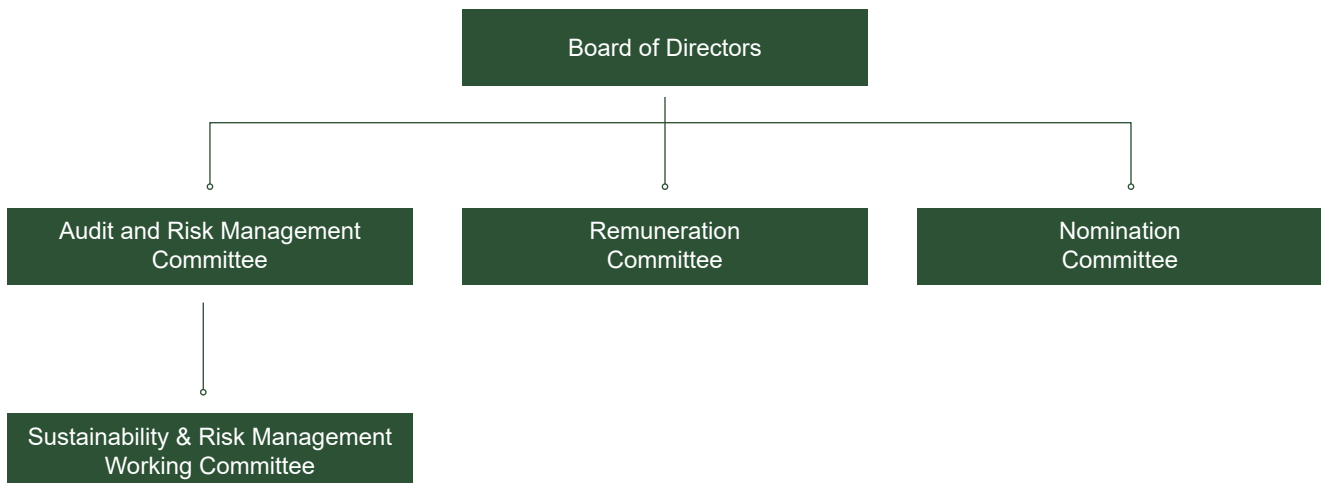 Board of Directors
Audit and Risk Management
Committee
Remuneration
Committee
Nomination
Committee
Sustainability & Risk Management
Working Committee